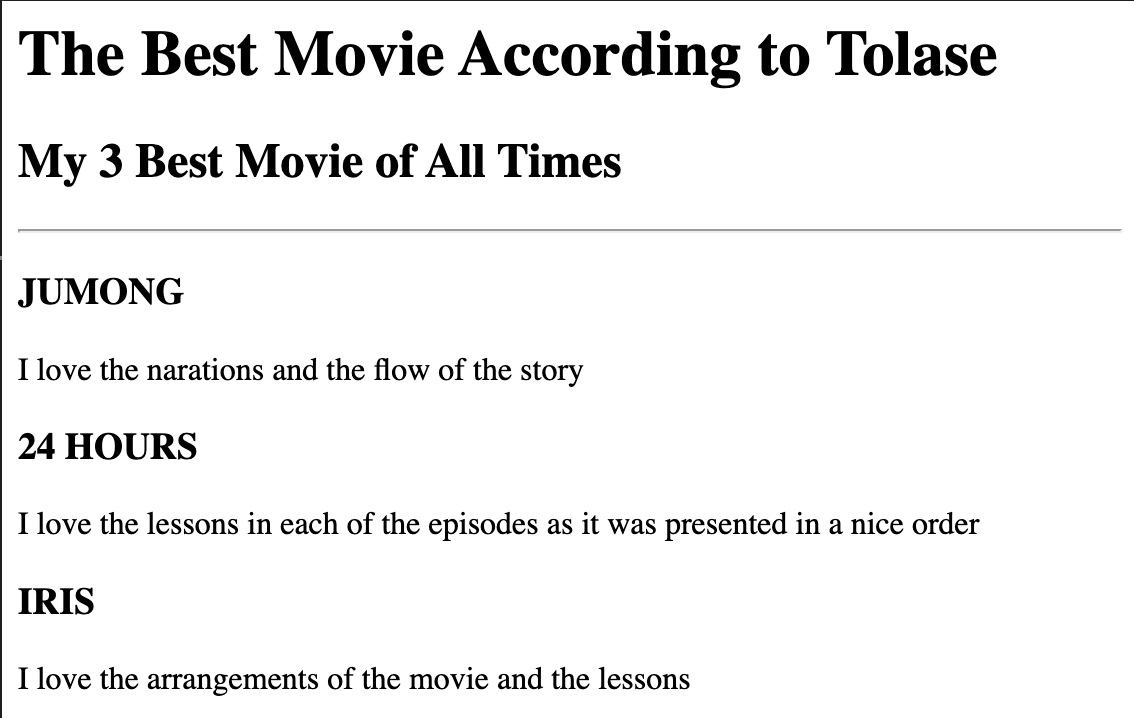 The Best Movie According to Tolase
My 3 Best Movie of All Times
JUMONG
I love the narations and the flow of the story
24 HOURS
I love the lessons in each of the episodes as it was presented in a nice order
IRIS
I love the arrangements of the movie and the lessons